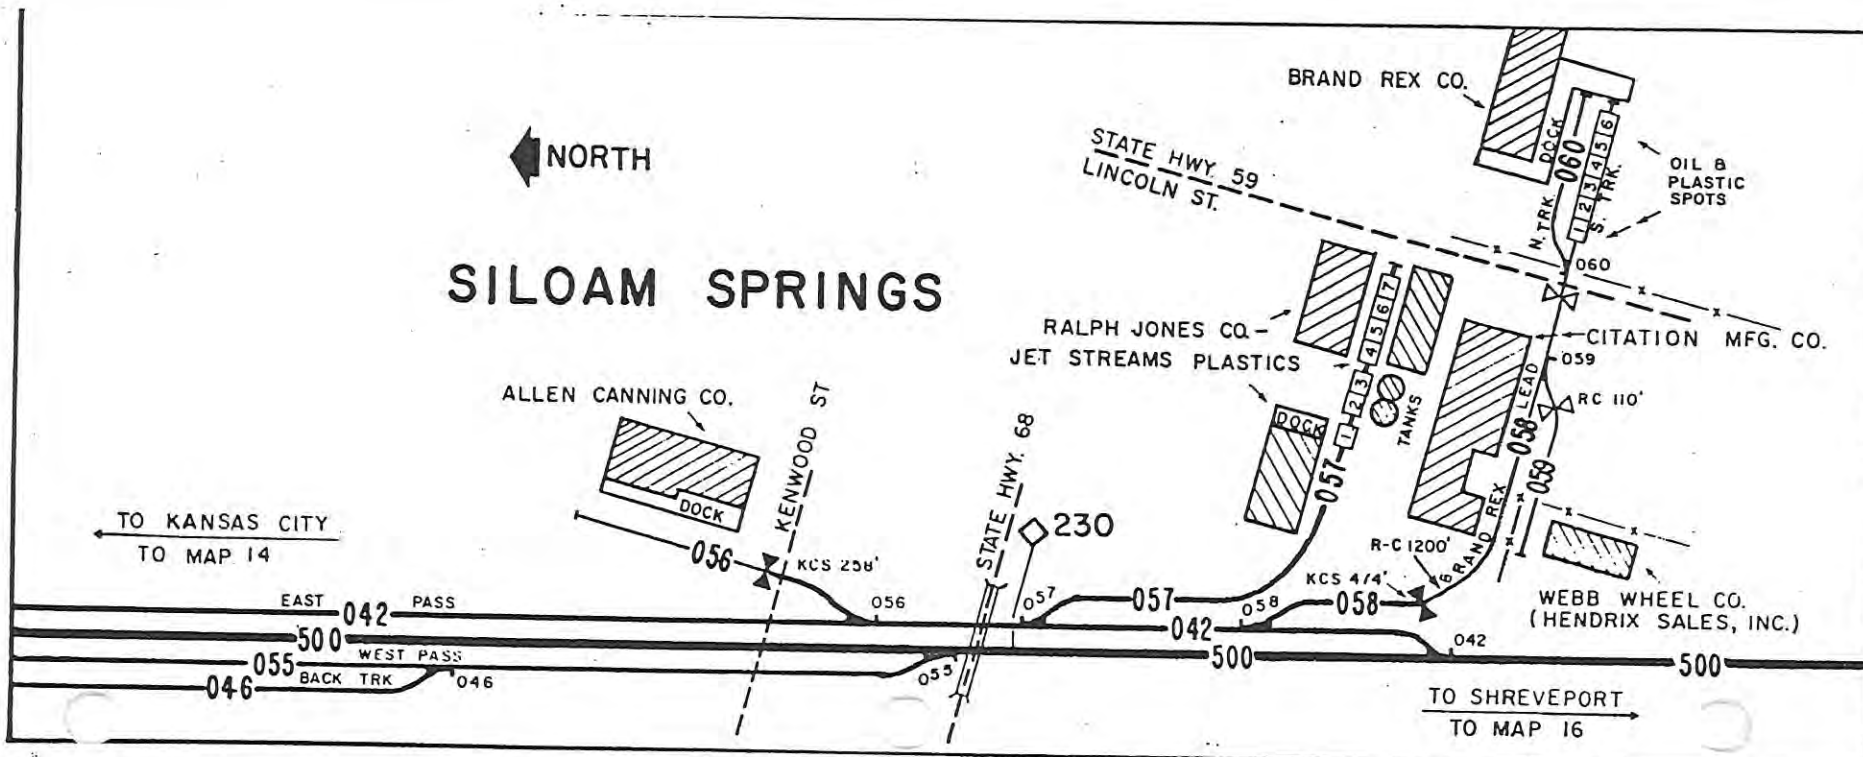 BRAND REX CO.
NORTH
STATE HWY. 59
LINCOLN ST.
DOCK
060
N. TRK.
1 2 3 4 5 6
S. TRK.
OIL &
PLASTIC
SPOTS
060
SILOAM SPRINGS
RALPH JONES CO.
JET STREAMS PLASTICS
1 2 3 4 5 6 7
TANKS
DOCK
057
CITATION MFG. CO.
059
RC 110'
058 LEAD
BRAND REX
059
ALLEN CANNING CO.
DOCK
KENWOOD ST
STATE HWY. 68
230
TO KANSAS CITY
TO MAP 14
056
KCS 258'
R-C 1200'
KCS 474'
WEBB WHEEL CO.
(HENDRIX SALES, INC.)
EAST 042 PASS
056
057
057
058
058
042
042
500
500
500
055 WEST PASS
055
046 BACK TRK
046
TO SHREVEPORT
TO MAP 16